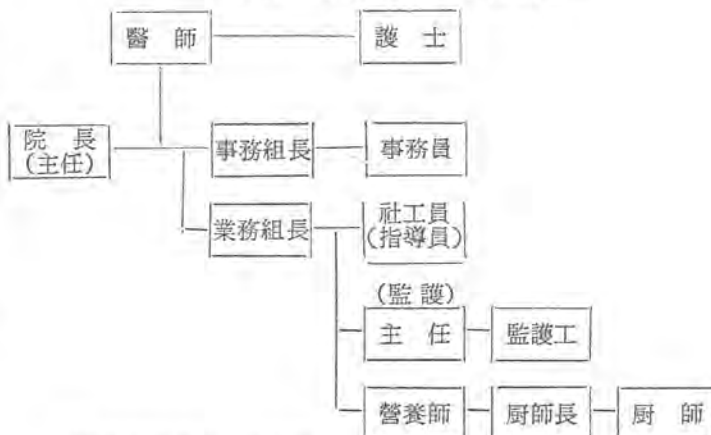 醫師
護士
院長
(主任)
事務組長
事務員
業務組長
社工員
(指導員)
(監護)
主任
監護工
營養師
厨師長
厨師